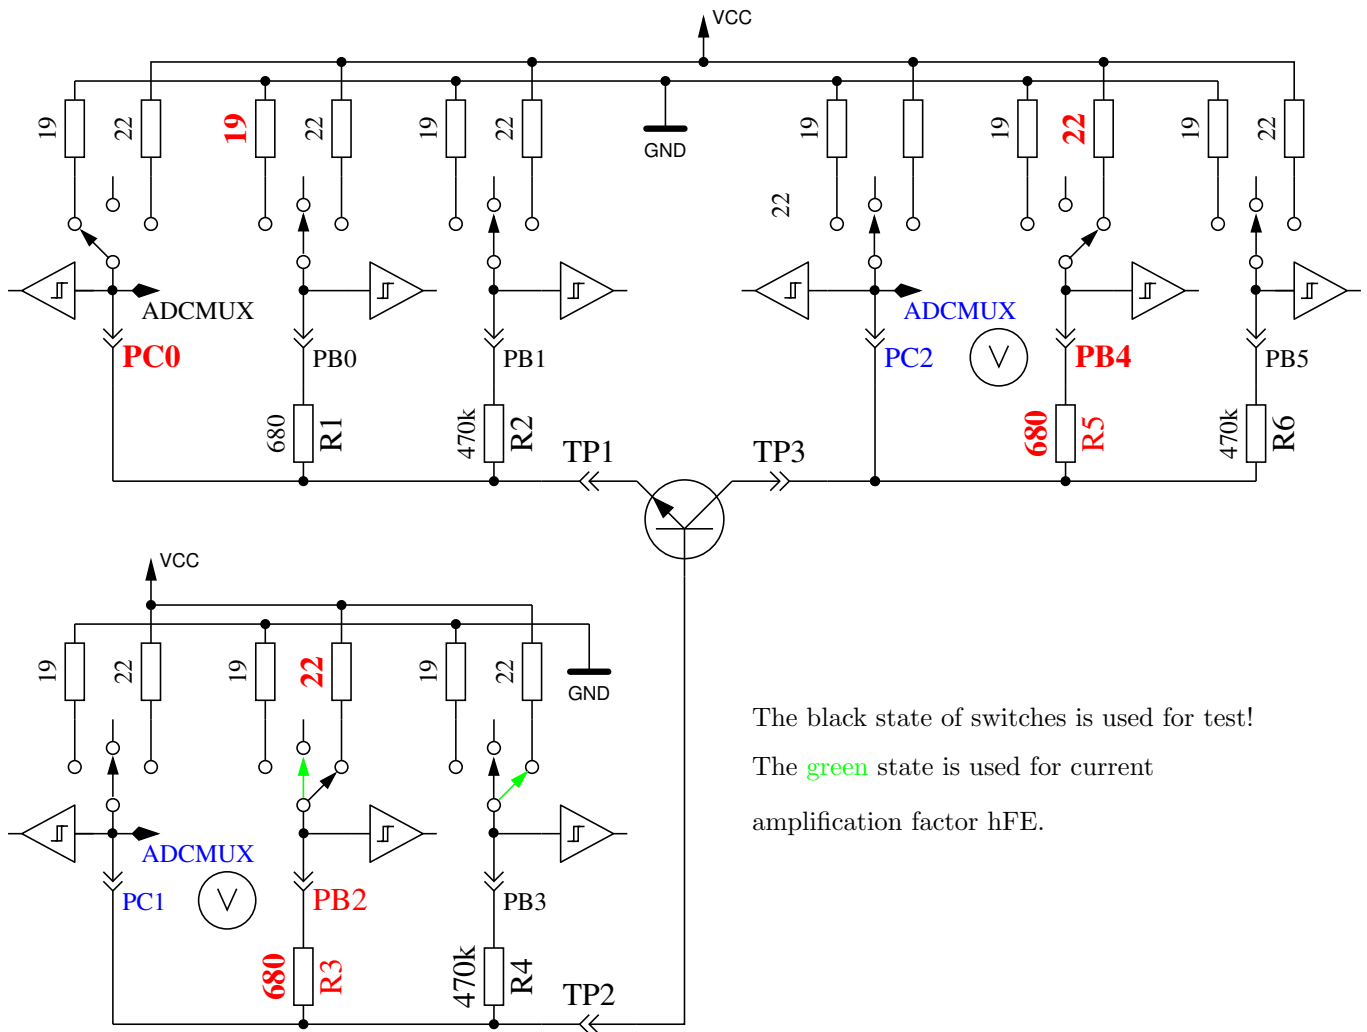 VCC
19
22
19
22
19
22
GND
19
22
19
22
19
22
ADCMUX
ADCMUX
PC0
PB0
PB1
PC2
V
PB4
PB5
680
R1
470k
R2
680
R5
470k
R6
TP1
TP3
VCC
19
22
19
22
19
22
GND
The black state of switches is used for test!
The green state is used for current
amplification factor hFE.
ADCMUX
PC1
V
PB2
PB3
680
R3
470k
R4
TP2